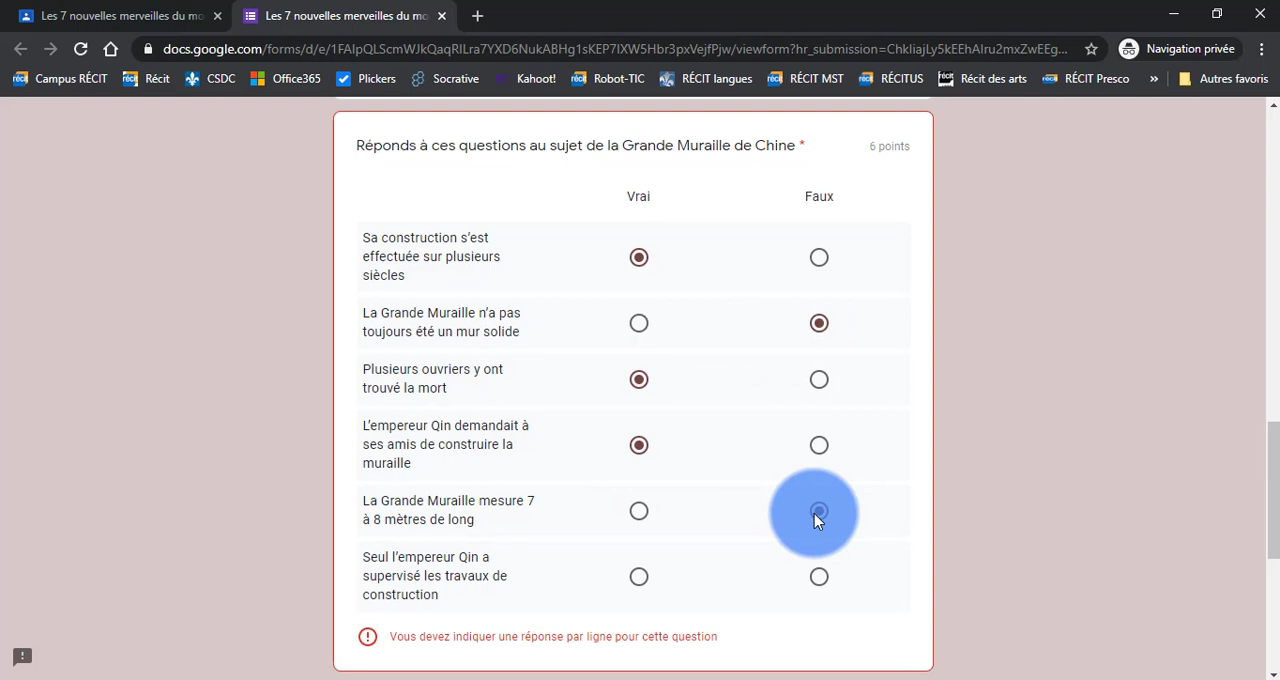 Les 7 nouvelles merveilles du mo
Les 7 nouvelles merveilles du mo
docs.google.com/forms/d/e/1FAIpQLScmWJkQaqRILra7YXD6NukABHg1sKEP7IXW5Hbr3pxVejfPjw/viewform?hr_submission=ChkIiajLy5kEEhAIru2mxZwEEg...
Navigation privée
Campus RÉCIT
Récit
CSDC
Office365
Plickers
Socrative
Kahoot!
Robot-TIC
RÉCIT langues
RÉCIT MST
RÉCITUS
Récit des arts
RÉCIT Presco
»
Autres favoris
Réponds à ces questions au sujet de la Grande Muraille de Chine *
6 points
Vrai
Faux
Sa construction s’est
effectuée sur plusieurs
siècles
La Grande Muraille n’a pas
toujours été un mur solide
Plusieurs ouvriers y ont
trouvé la mort
L’empereur Qin demandait à
ses amis de construire la
muraille
La Grande Muraille mesure 7
à 8 mètres de long
Seul l’empereur Qin a
supervisé les travaux de
construction
Vous devez indiquer une réponse par ligne pour cette question